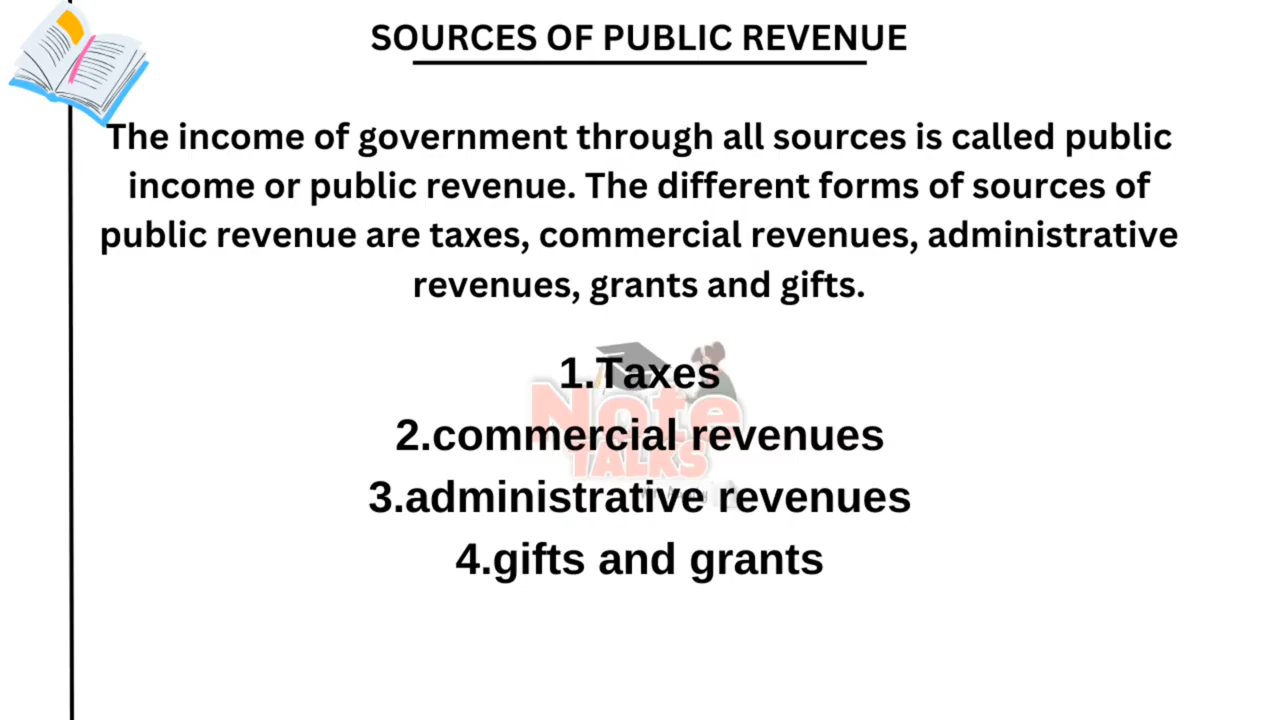 SOURCES OF PUBLIC REVENUE
The income of government through all sources is called public
income or public revenue. The different forms of sources of
public revenue are taxes, commercial revenues, administrative
revenues, grants and gifts.
1.Taxes
2.commercial revenues
3.administrative revenues
4.gifts and grants
Note
TALKS